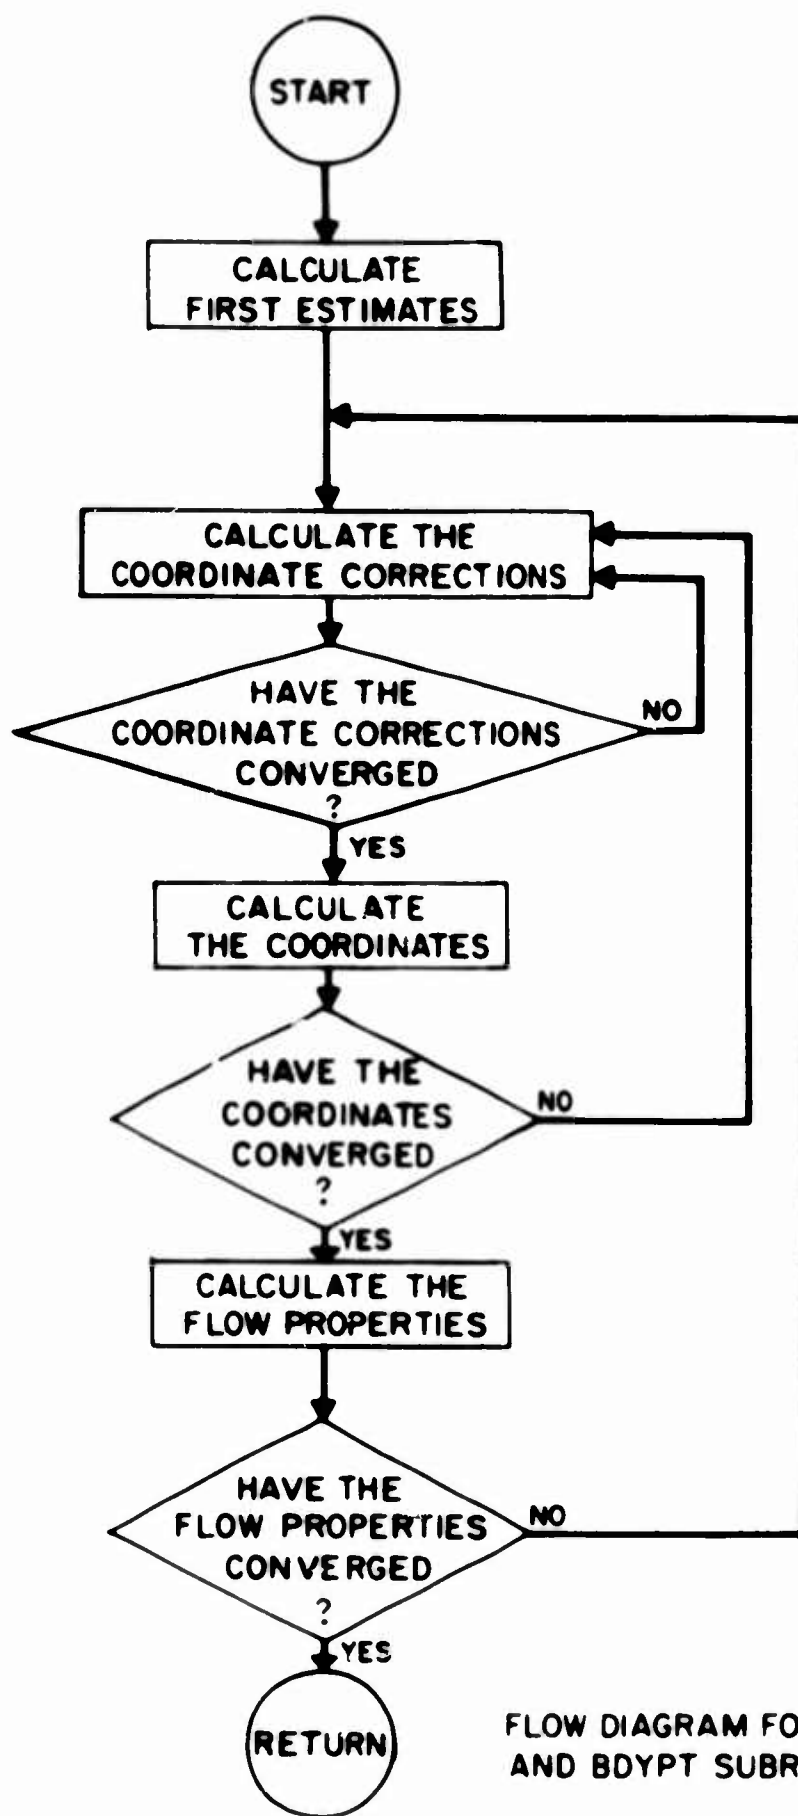 START
CALCULATE
FIRST ESTIMATES
CALCULATE THE
COORDINATE CORRECTIONS
HAVE THE
COORDINATE CORRECTIONS
CONVERGED
?
NO
YES
CALCULATE
THE COORDINATES
HAVE THE
COORDINATES
CONVERGED
?
NO
YES
CALCULATE THE
FLOW PROPERTIES
HAVE THE
FLOW PROPERTIES
CONVERGED
?
NO
YES
RETURN
FLOW DIAGRAM FO
AND BDYPT SUBR